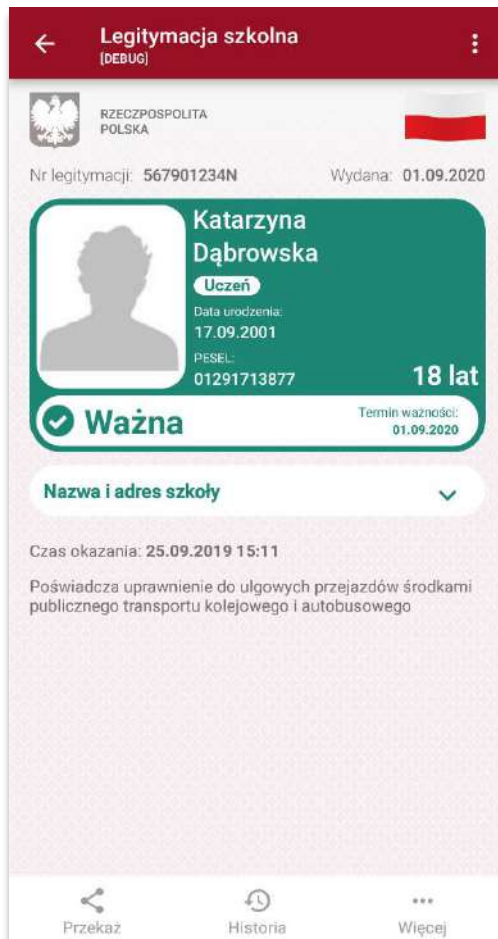 Legitymacja szkolna
[DEBUG]
RZECZPOSPOLITA
POLSKA
Nr legitymacji: 567901234N Wydana: 01.09.2020
Katarzyna
Dąbrowska
Uczeń
Data urodzenia:
17.09.2001
PESEL:
01291713877 18 lat
Ważna
Termin ważności:
01.09.2020
Nazwa i adres szkoły
Czas okazania: 25.09.2019 15:11
Poświadcza uprawnienie do ulgowych przejazdów środkami
publicznego transportu kolejowego i autobusowego
Przekaż Historia Więcej